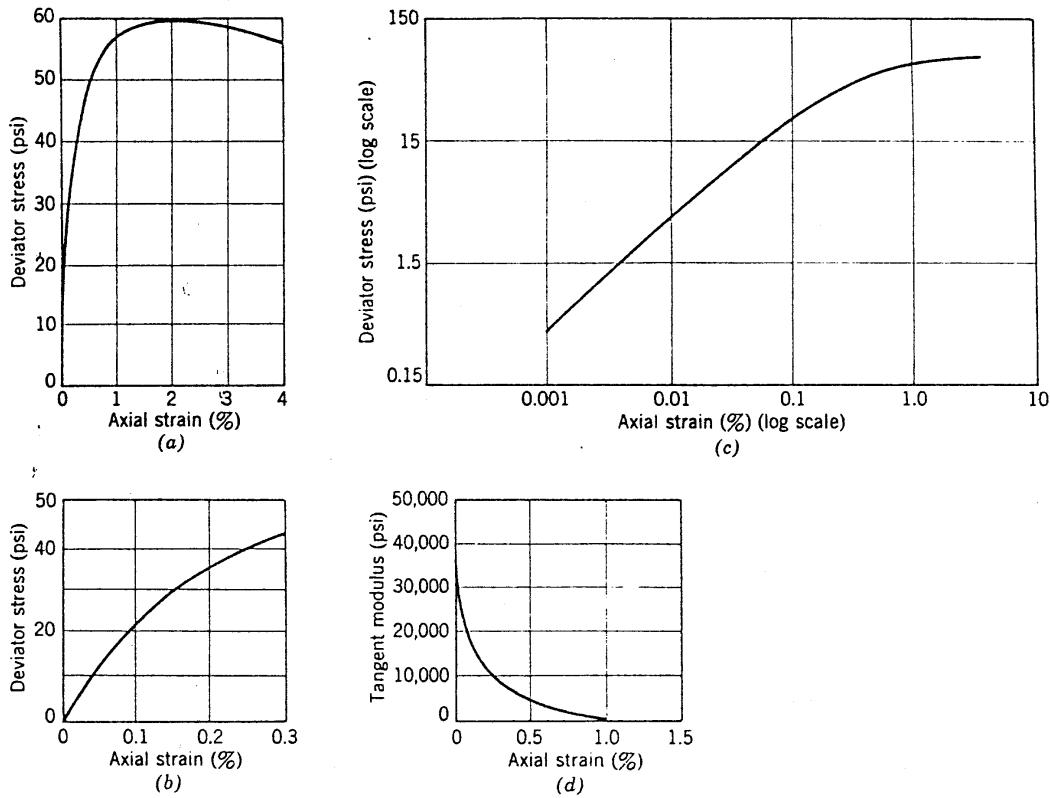 60
50
40
30
20
10
0
Deviator stress (psi)
0 1 2 3 4
Axial strain (%)
(a)
150
15
1.5
0.15
Deviator stress (psi) (log scale)
0.001 0.01 0.1 1.0 10
Axial strain (%) (log scale)
(c)
50
40
20
0
Deviator stress (psi)
0 0.1 0.2 0.3
Axial strain (%)
(b)
50,000
40,000
30,000
20,000
10,000
0
Tangent modulus (psi)
0 0.5 1.0 1.5
Axial strain (%)
(d)